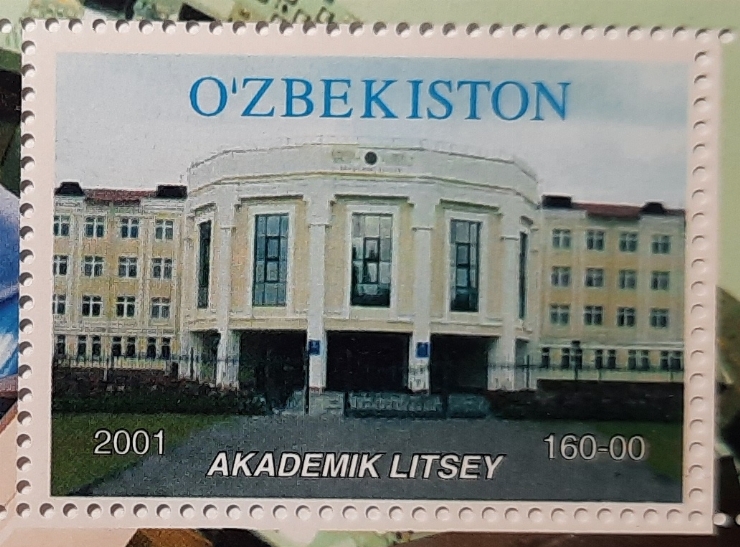 O'ZBEKISTON
2001
AKADEMIK LITSEY
160-00